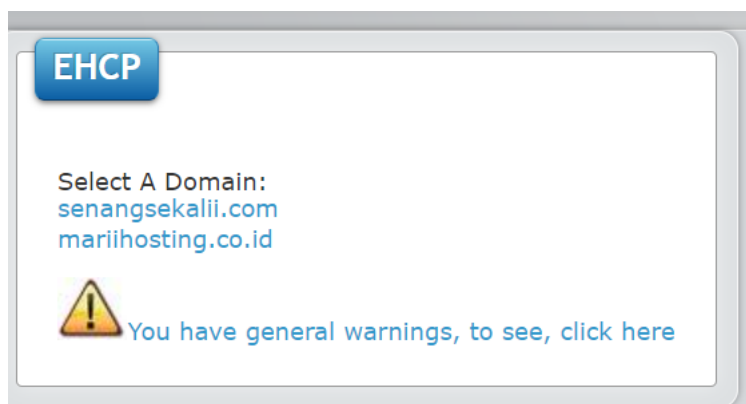 EHCP
Select A Domain:
senangsekalii.com
mariihosting.co.id
You have general warnings, to see, click here